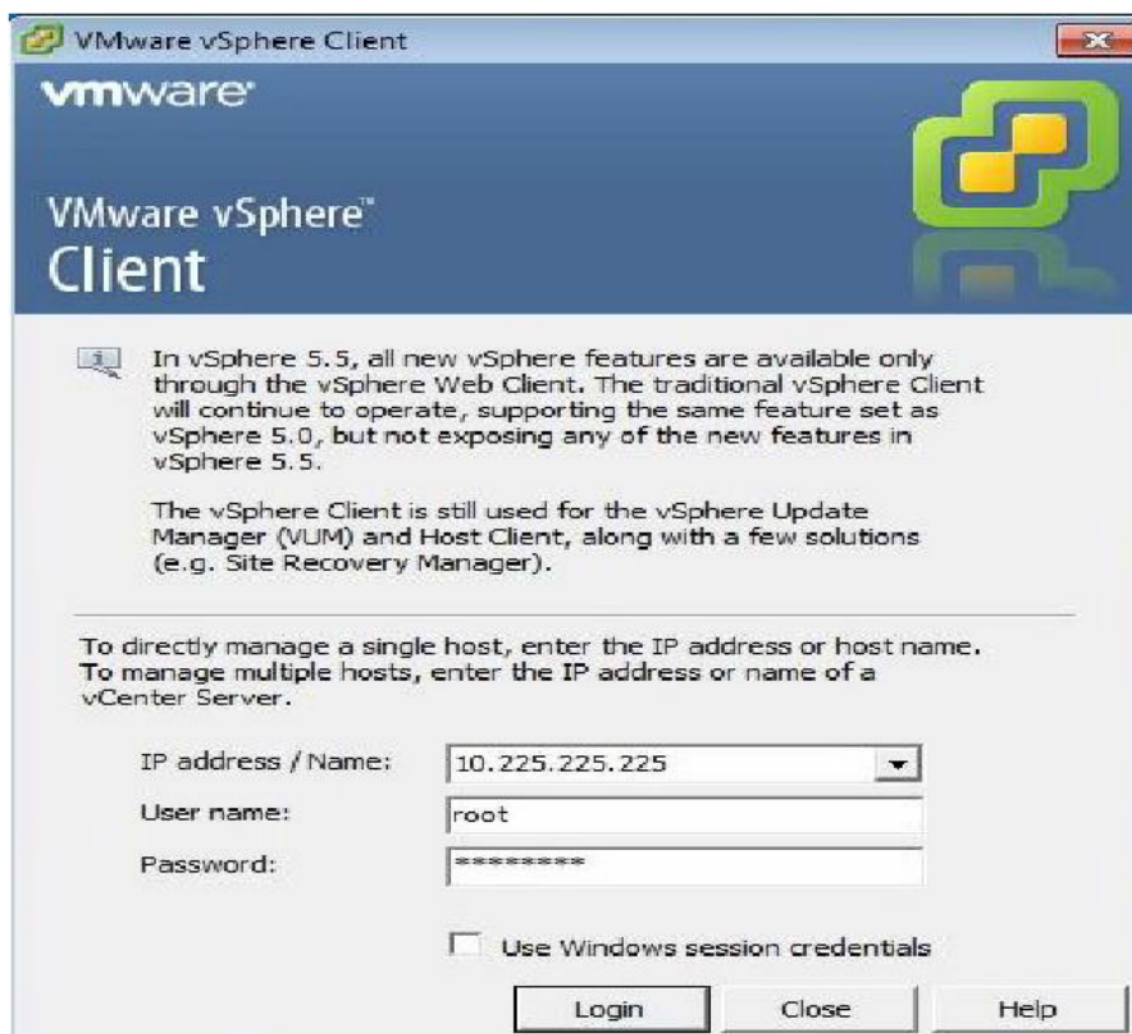 VMware vSphere Client
vmware®
VMware vSphere™
Client
In vSphere 5.5, all new vSphere features are available only
through the vSphere Web Client. The traditional vSphere Client
will continue to operate, supporting the same feature set as
vSphere 5.0, but not exposing any of the new features in
vSphere 5.5.
The vSphere Client is still used for the vSphere Update
Manager (VUM) and Host Client, along with a few solutions
(e.g. Site Recovery Manager).
To directly manage a single host, enter the IP address or host name.
To manage multiple hosts, enter the IP address or name of a
vCenter Server.
IP address / Name: 10.225.225.225
User name: root
Password: ********
Use Windows session credentials
Login Close Help